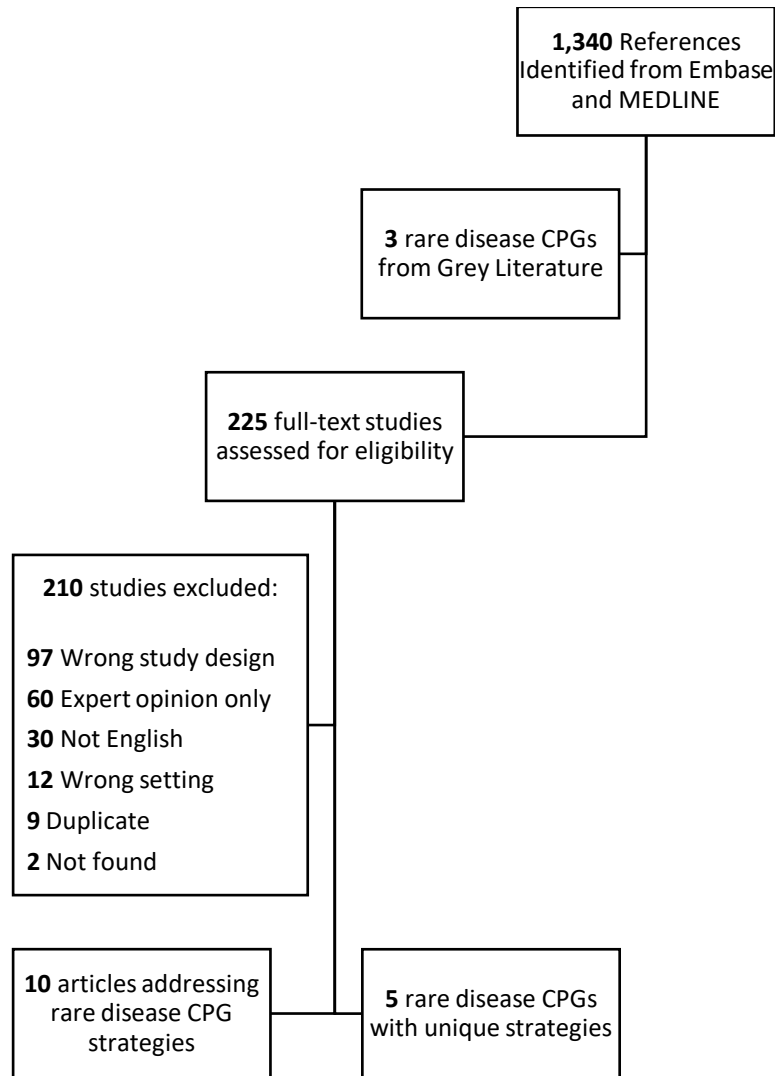 1,340 References
Identified from Embase
and MEDLINE
3 rare disease CPGs
from Grey Literature
225 full-text studies
assessed for eligibility
210 studies excluded:
97 Wrong study design
60 Expert opinion only
30 Not English
12 Wrong setting
9 Duplicate
2 Not found
10 articles addressing
rare disease CPG
strategies
5 rare disease CPGs
with unique strategies